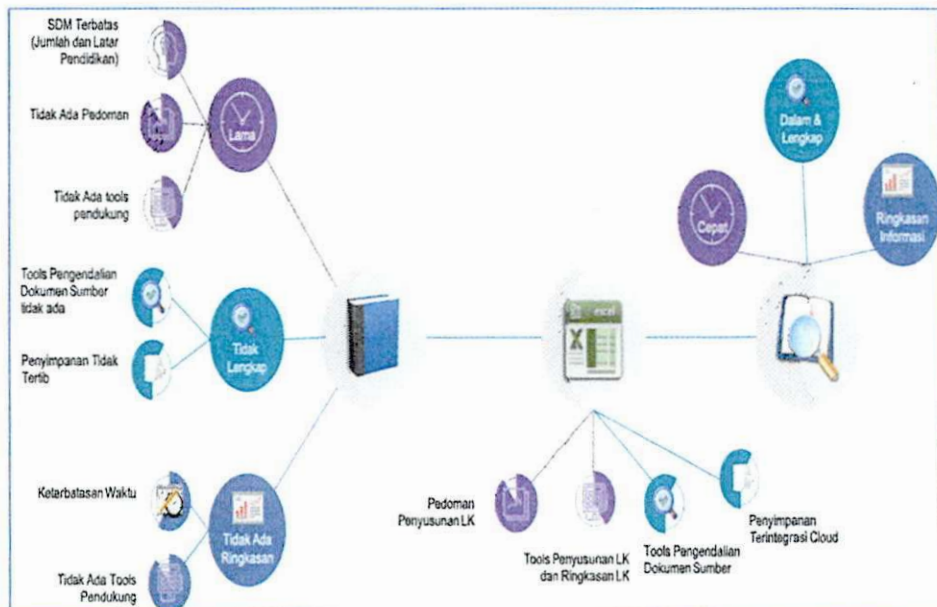 SDM Terbatas
(Jumlah dan Latar
Pendidikan)
Tidak Ada Pedoman
Tidak Ada tools
pendukung
Lama
Tools Pengendalian
Dokumen Sumber
tidak ada
Penyimpanan Tidak
Tertib
Tidak
Lengkap
Keterbatasan Waktu
Tidak Ada Tools
Pendukung
Tidak Ada
Ringkasan
excel
X
Pedoman
Penyusunan LK
Tools Penyusunan LK
dan Ringkasan LK
Tools Pengendalian
Dokumen Sumber
Penyimpanan
Terintegrasi Cloud
Cepat
Dalam &
Lengkap
Ringkasan
Informasi